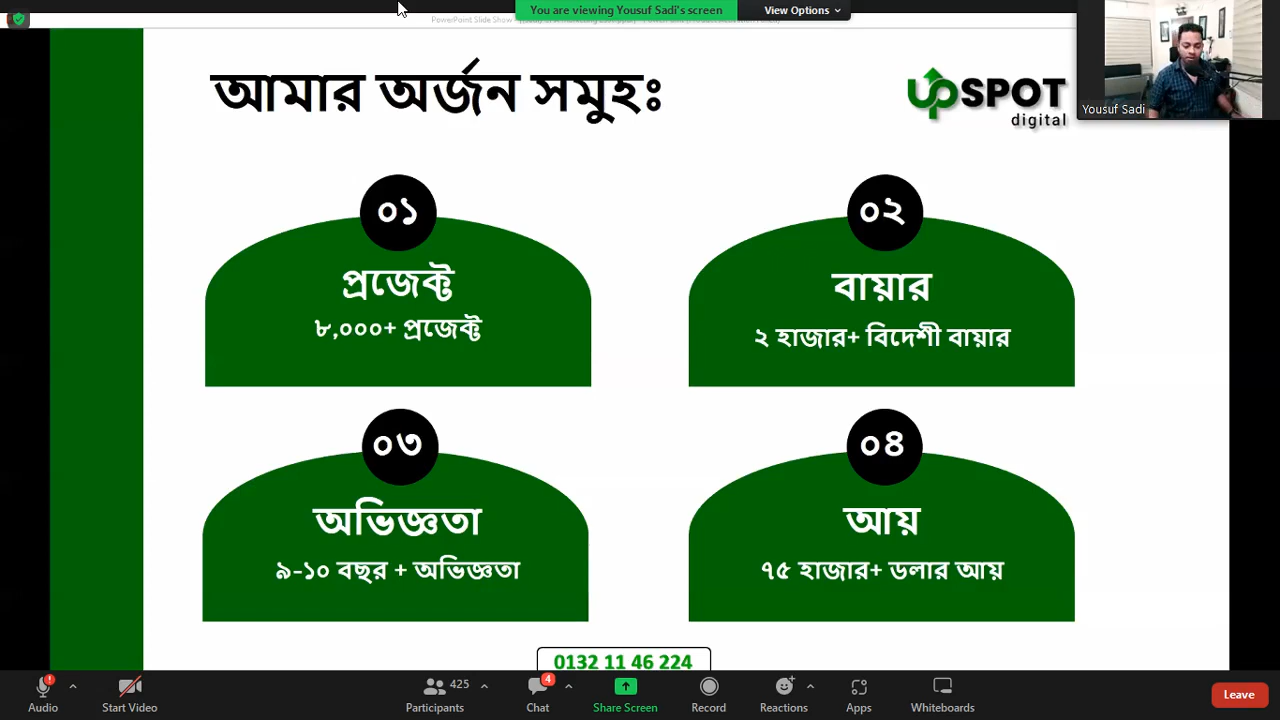 You are viewing Yousuf Sadi's screen
View Options
আমার অর্জন সমুহঃ
UPSPOT
digital
Yousuf Sadi
০১
প্রজেক্ট
৮,০০০+ প্রজেক্ট
০২
বায়ার
২ হাজার+ বিদেশী বায়ার
০৩
অভিজ্ঞতা
৯-১০ বছর + অভিজ্ঞতা
০৪
আয়
৭৫ হাজার+ ডলার আয়
0132 11 46 224
Audio
Start Video
425
Participants
4
Chat
Share Screen
Record
Reactions
Apps
Whiteboards
Leave